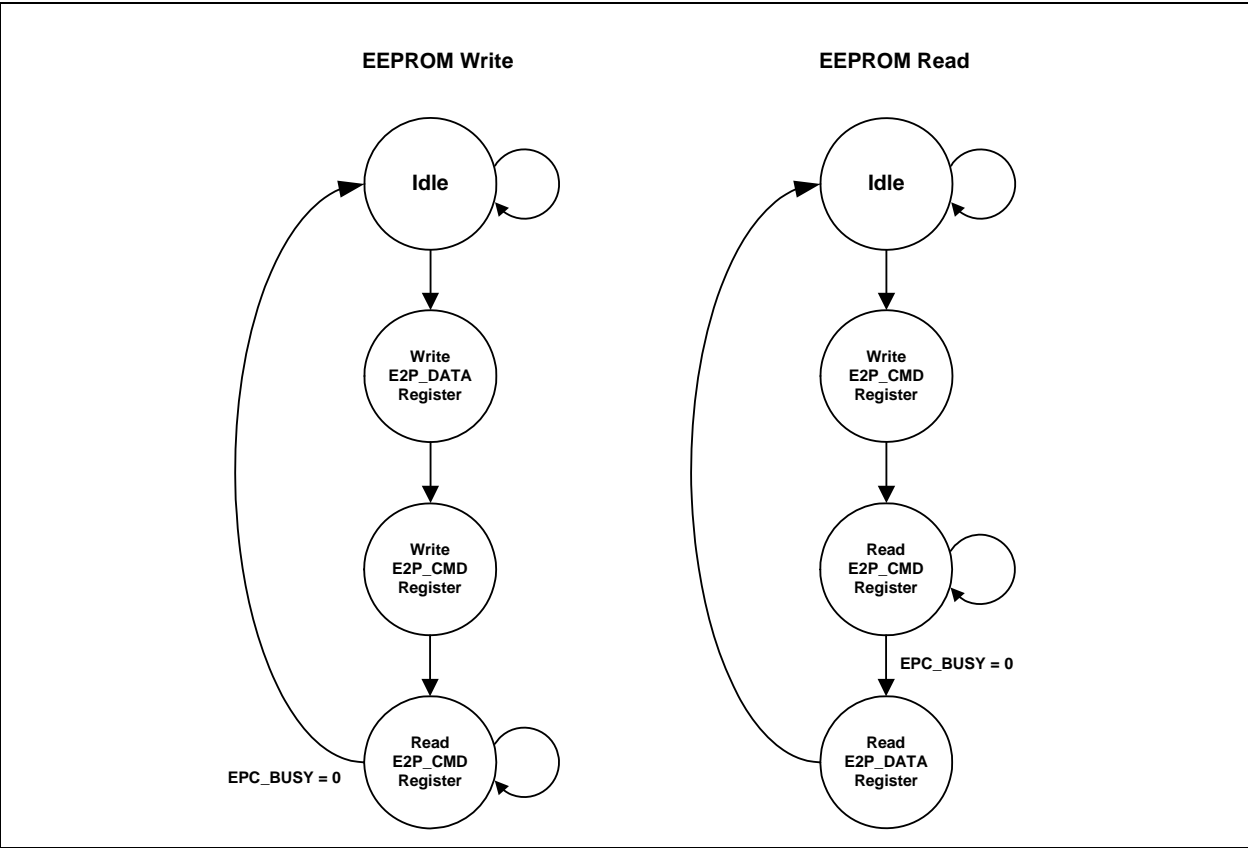 EEPROM Write
Idle
Write
E2P_DATA
Register
Write
E2P_CMD
Register
Read
E2P_CMD
Register
EPC_BUSY = 0
EEPROM Read
Idle
Write
E2P_CMD
Register
Read
E2P_CMD
Register
EPC_BUSY = 0
Read
E2P_DATA
Register